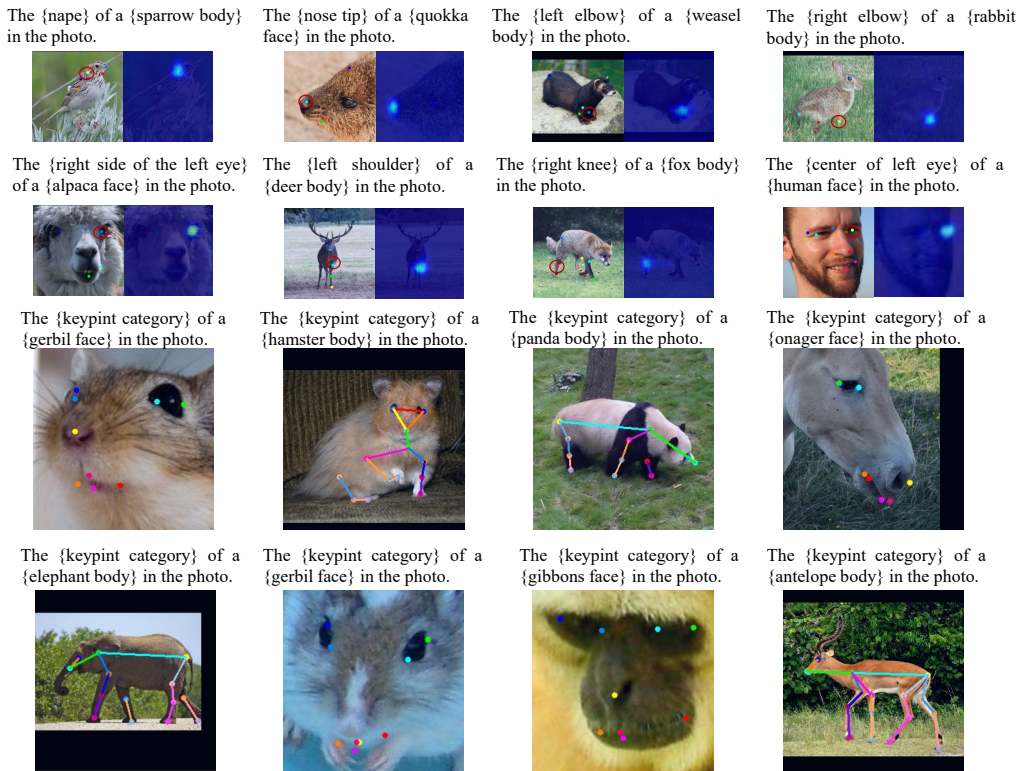 The {nape} of a {sparrow body}
in the photo.
The {nose tip} of a {quokka
face} in the photo.
The {left elbow} of a {weasel
body} in the photo.
The {right elbow} of a {rabbit
body} in the photo.
The {right side of the left eye}
of a {alpaca face} in the photo.
The {left shoulder} of a
{deer body} in the photo.
The {right knee} of a {fox body}
in the photo.
The {center of left eye} of a
{human face} in the photo.
The {keypint category} of a
{gerbil face} in the photo.
The {keypint category} of a
{hamster body} in the photo.
The {keypint category} of a
{panda body} in the photo.
The {keypint category} of a
{onager face} in the photo.
The {keypint category} of a
{elephant body} in the photo.
The {keypint category} of a
{gerbil face} in the photo.
The {keypint category} of a
{gibbons face} in the photo.
The {keypint category} of a
{antelope body} in the photo.